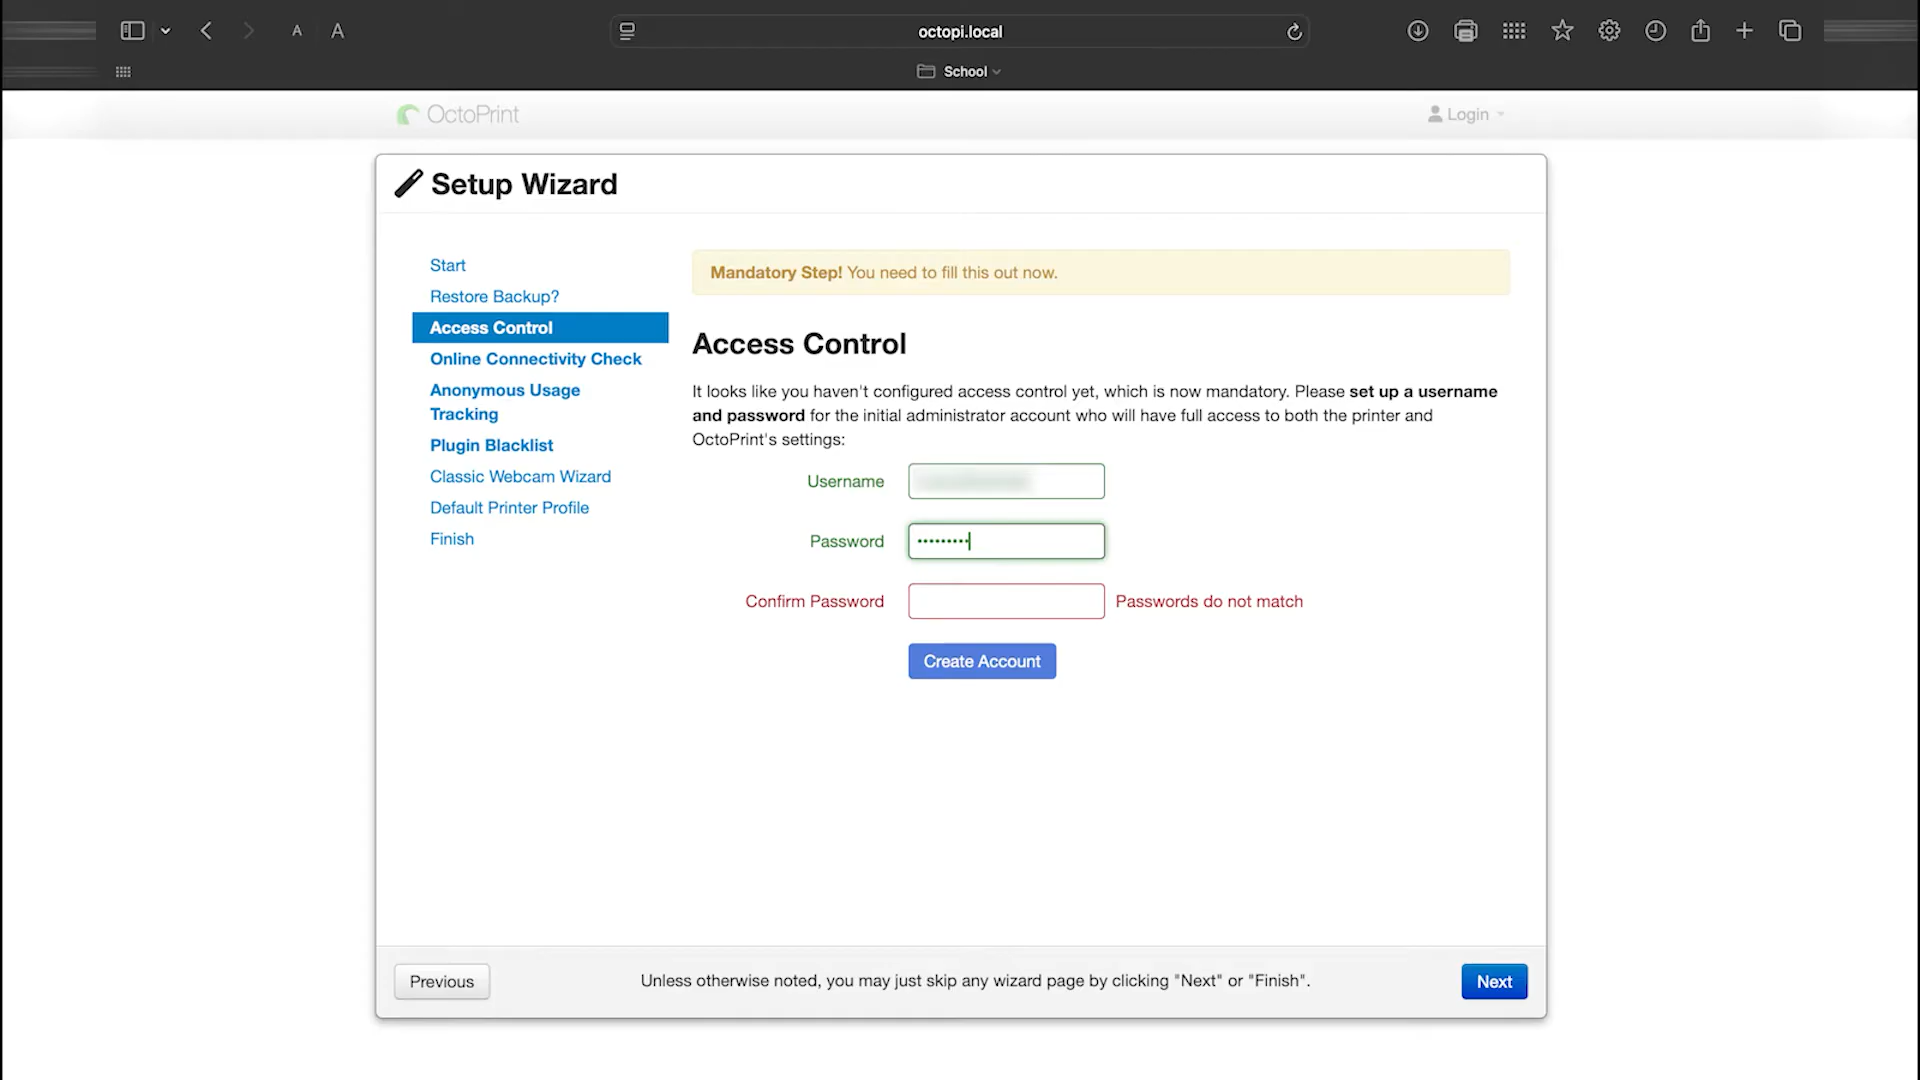 A A
octopi.local
School
OctoPrint
Login
Setup Wizard
Start
Restore Backup?
Access Control
Online Connectivity Check
Anonymous Usage
Tracking
Plugin Blacklist
Classic Webcam Wizard
Default Printer Profile
Finish
Mandatory Step! You need to fill this out now.
Access Control
It looks like you haven't configured access control yet, which is now mandatory. Please set up a username
and password for the initial administrator account who will have full access to both the printer and
OctoPrint's settings:
Username
Password •••••••••
Confirm Password Passwords do not match
Create Account
Previous
Unless otherwise noted, you may just skip any wizard page by clicking "Next" or "Finish".
Next